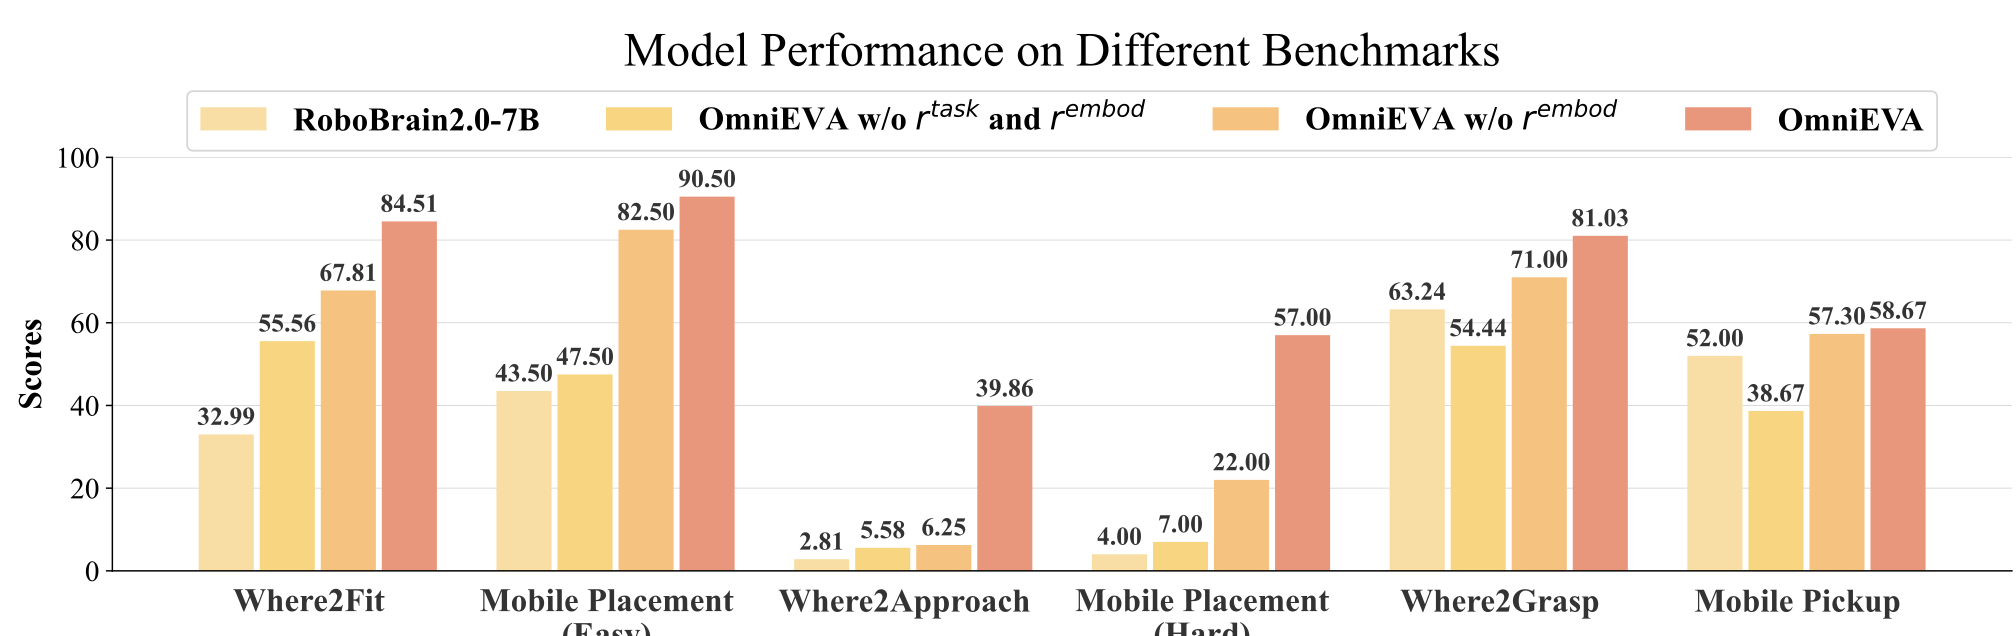 Model Performance on Different Benchmarks
RoboBrain2.0-7B OmniEVA w/o r^task and r^embod OmniEVA w/o r^embod OmniEVA
Scores
100
80
60
40
20
0
32.99 55.56 67.81 84.51
43.50 47.50 82.50 90.50
2.81 5.58 6.25 39.86
4.00 7.00 22.00 57.00
63.24 54.44 71.00 81.03
52.00 38.67 57.30 58.67
Where2Fit
Mobile Placement
(Easy)
Where2Approach
Mobile Placement
(Hard)
Where2Grasp
Mobile Pickup